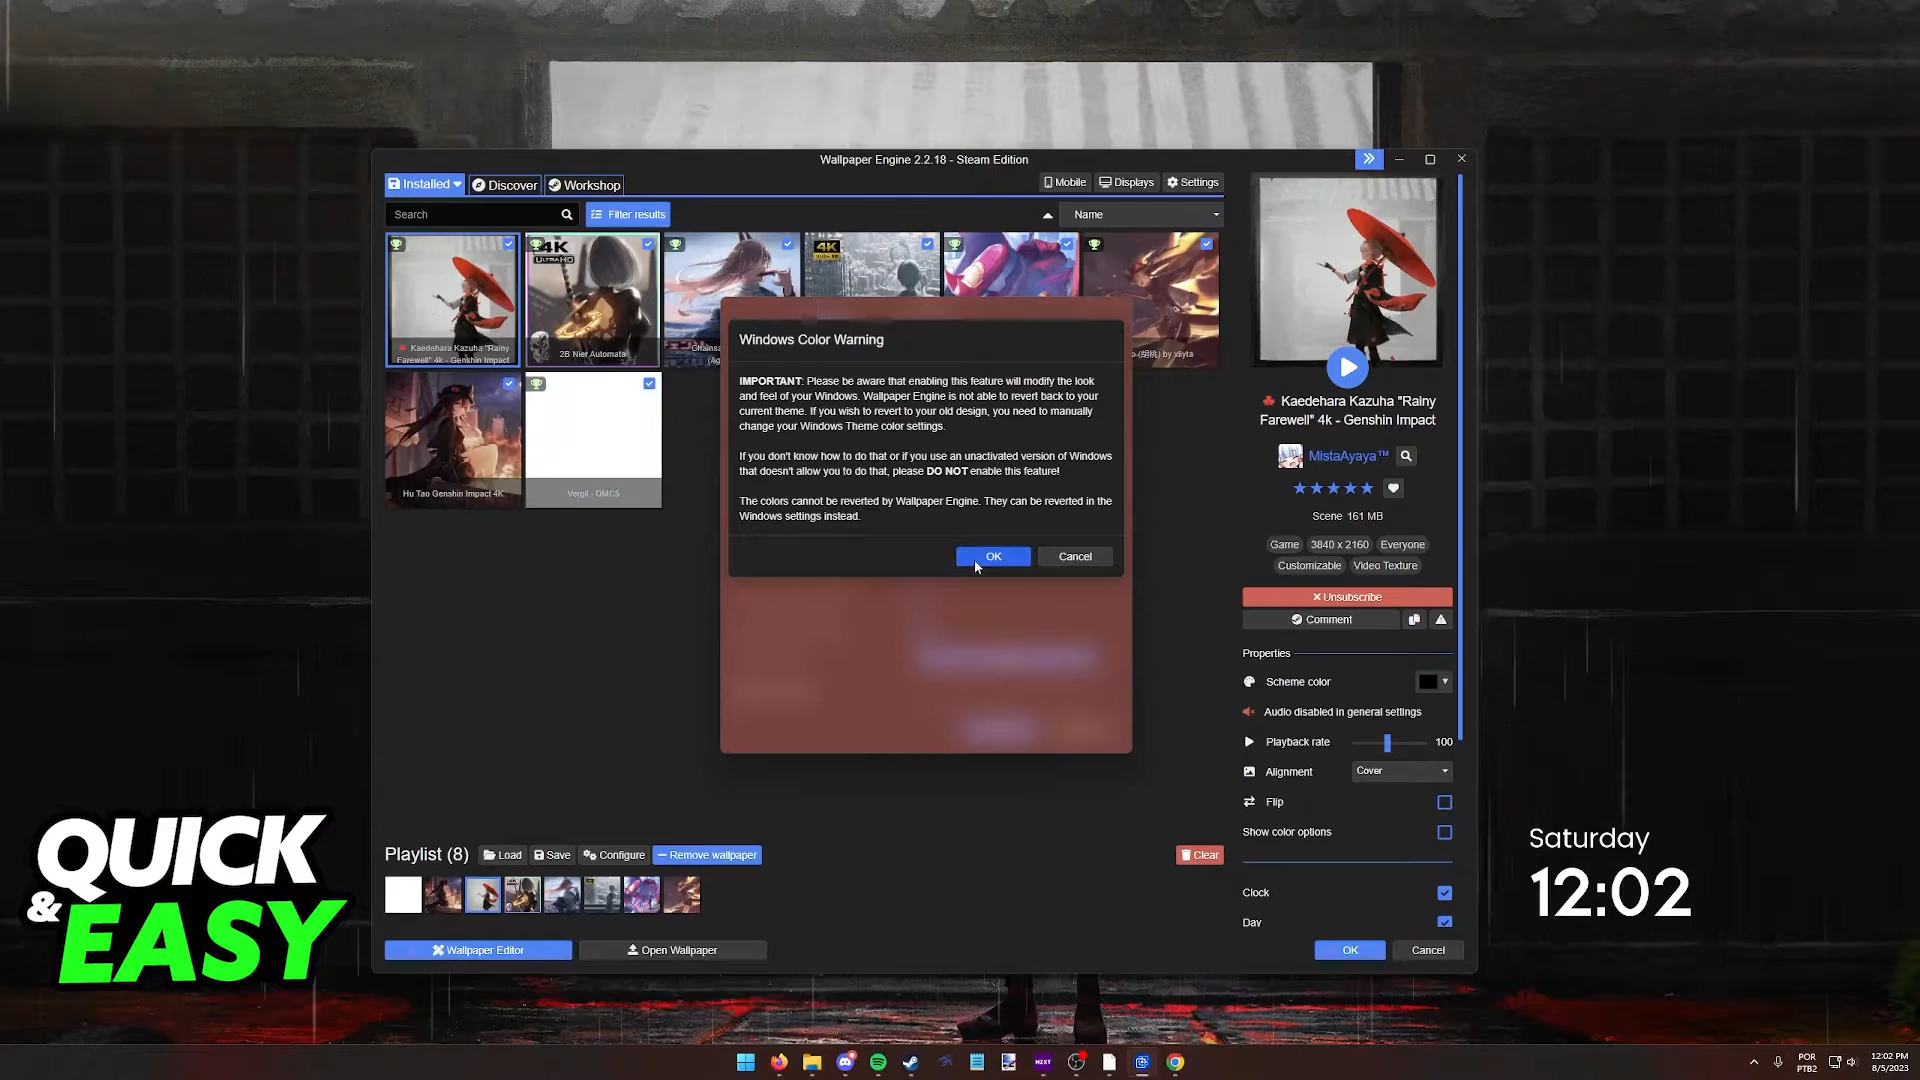 Wallpaper Engine 2.2.18 - Steam Edition
Installed
Discover
Workshop
Mobile
Displays
Settings
Search
Filter results
Name
Kaedehara Kazuha "Rainy
Farewell" 4k - Genshin Impact
4K
ULTRA HD
2B Nier Automata
4K
ULTRA HD
by xiiyta
Hu Tao Genshin Impact 4K
Vergil - DMC5
Windows Color Warning
IMPORTANT: Please be aware that enabling this feature will modify the look
and feel of your Windows. Wallpaper Engine is not able to revert back to your
current theme. If you wish to revert to your old design, you need to manually
change your Windows Theme color settings.
If you don't know how to do that or if you use an unactivated version of Windows
that doesn't allow you to do that, please DO NOT enable this feature!
The colors cannot be reverted by Wallpaper Engine. They can be reverted in the
Windows settings instead.
OK
Cancel
Kaedehara Kazuha "Rainy
Farewell" 4k - Genshin Impact
MistaAyaya™
Scene 161 MB
Game 3840 x 2160 Everyone
Customizable Video Texture
Unsubscribe
Comment
Properties
Scheme color
Audio disabled in general settings
Playback rate 100
Alignment Cover
Flip
Show color options
Clock
Day
Playlist (8)
Load
Save
Configure
Remove wallpaper
Clear
Wallpaper Editor
Open Wallpaper
OK
Cancel
QUICK
& EASY
Saturday
12:02
NZXT
POR
PTB2
12:02 PM
8/5/2023